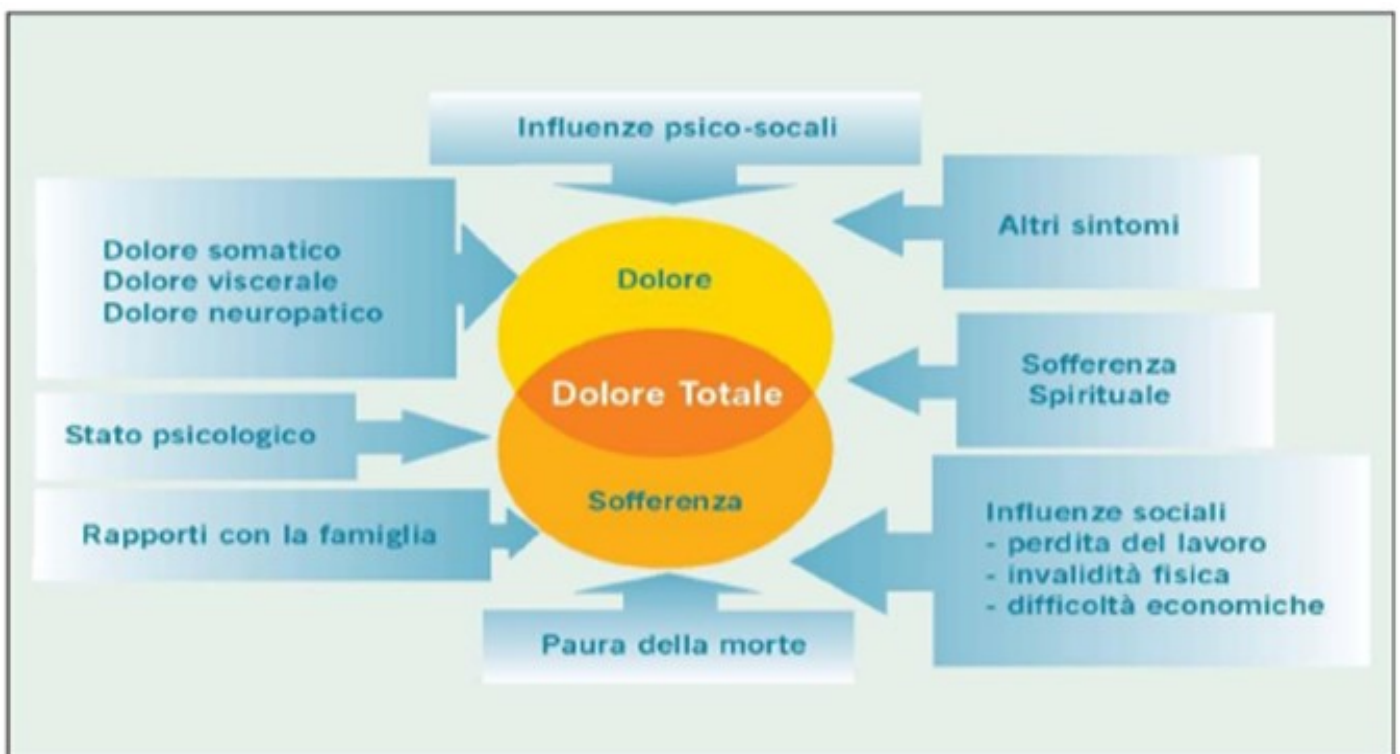 Influenze psico-socali
Dolore somatico
Dolore viscerale
Dolore neuropatico
Altri sintomi
Dolore
Dolore Totale
Sofferenza
Spirituale
Stato psicologico
Sofferenza
Rapporti con la famiglia
Influenze sociali
- perdita del lavoro
- invalidità fisica
- difficoltà economiche
Paura della morte